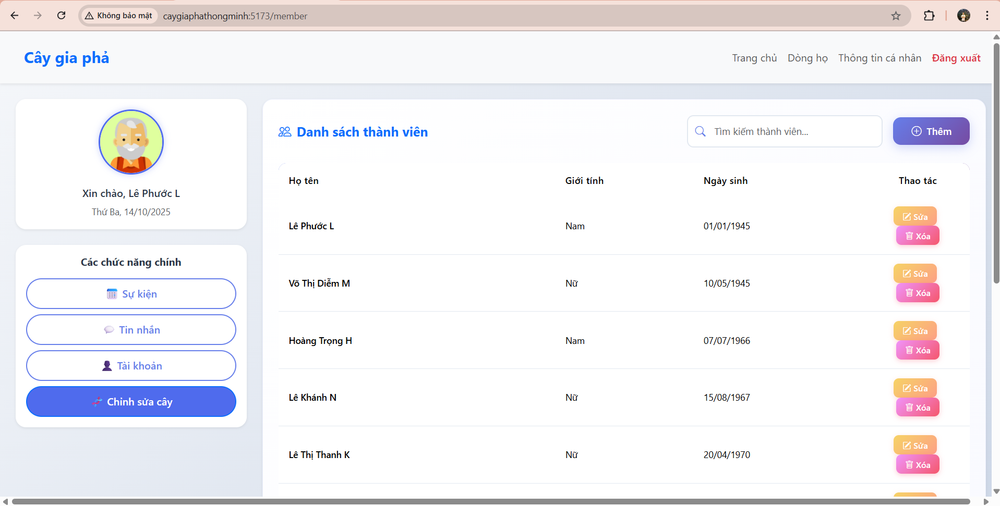 Không bảo mật caygiaphathongminh:5173/member
Cây gia phả
Trang chủ Dòng họ Thông tin cá nhân Đăng xuất
Xin chào, Lê Phước L
Thứ Ba, 14/10/2025
Các chức năng chính
Sự kiện
Tin nhắn
Tài khoản
Chỉnh sửa cây
Danh sách thành viên
Tìm kiếm thành viên...
Thêm
Họ tên Giới tính Ngày sinh Thao tác
Lê Phước L Nam 01/01/1945
Sửa
Xóa
Võ Thị Diễm M Nữ 10/05/1945
Sửa
Xóa
Hoàng Trọng H Nam 07/07/1966
Sửa
Xóa
Lê Khánh N Nữ 15/08/1967
Sửa
Xóa
Lê Thị Thanh K Nữ 20/04/1970
Sửa
Xóa